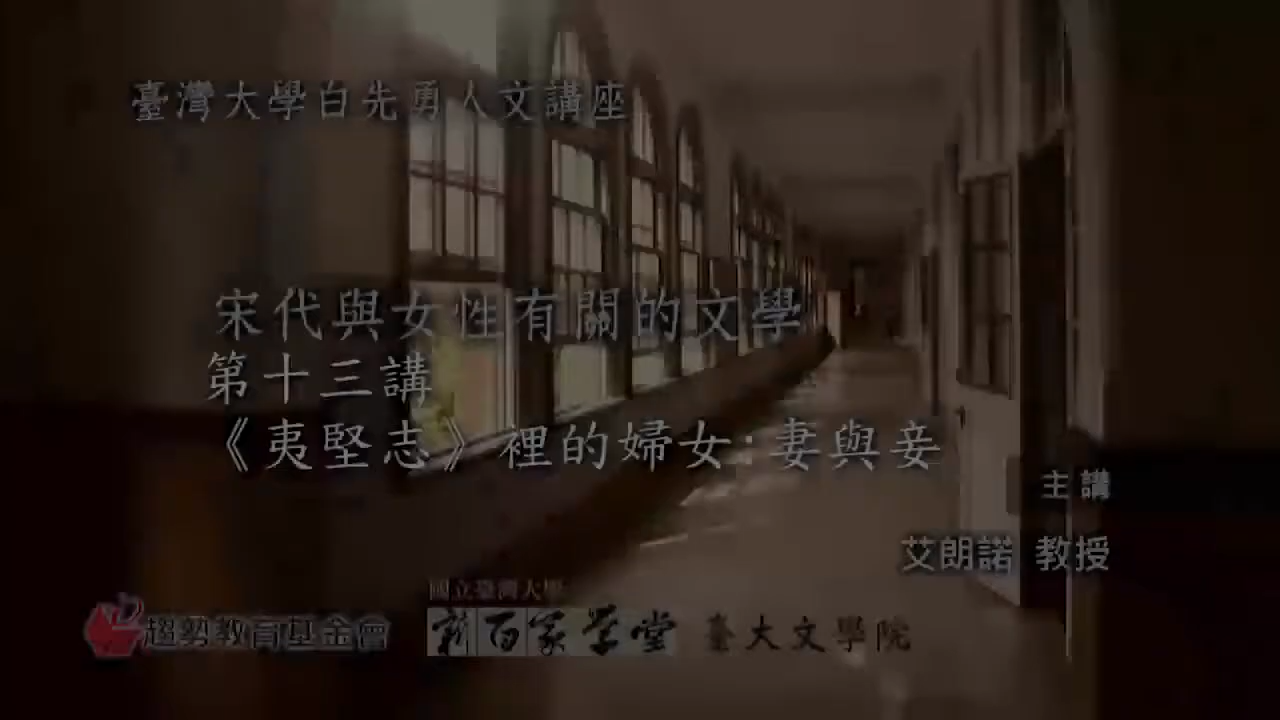 臺灣大學白先勇人文講座
宋代與女性有關的文學
第十三講
《夷堅志》裡的婦女:妻與妾
主講
艾朗諾 教授
趨勢教育基金會
國立臺灣大學
新百家學堂
臺大文學院